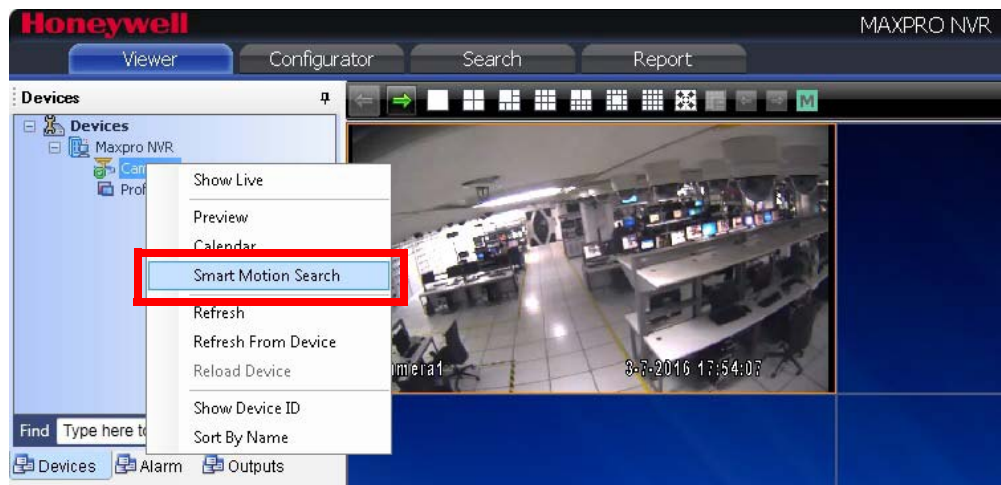 Honeywell
MAXPRO NVR
Viewer Configurator Search Report
Devices
M
Devices
Maxpro NVR
Show Live
Preview
Calendar
Smart Motion Search
Refresh
Refresh From Device
Reload Device
Show Device ID
Sort By Name
3-7-2016 17:54:07
Find Type here
Devices Alarm Outputs